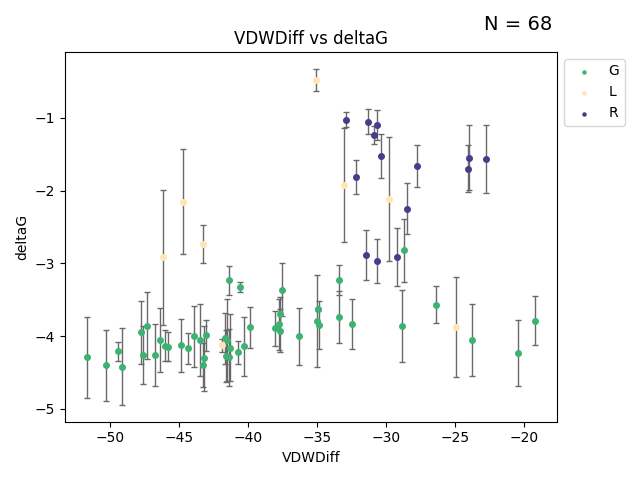 N = 68
VDWDiff vs deltaG
G
L
R
−1
−2
−3
−4
−5
deltaG
−50 −45 −40 −35 −30 −25 −20
VDWDiff